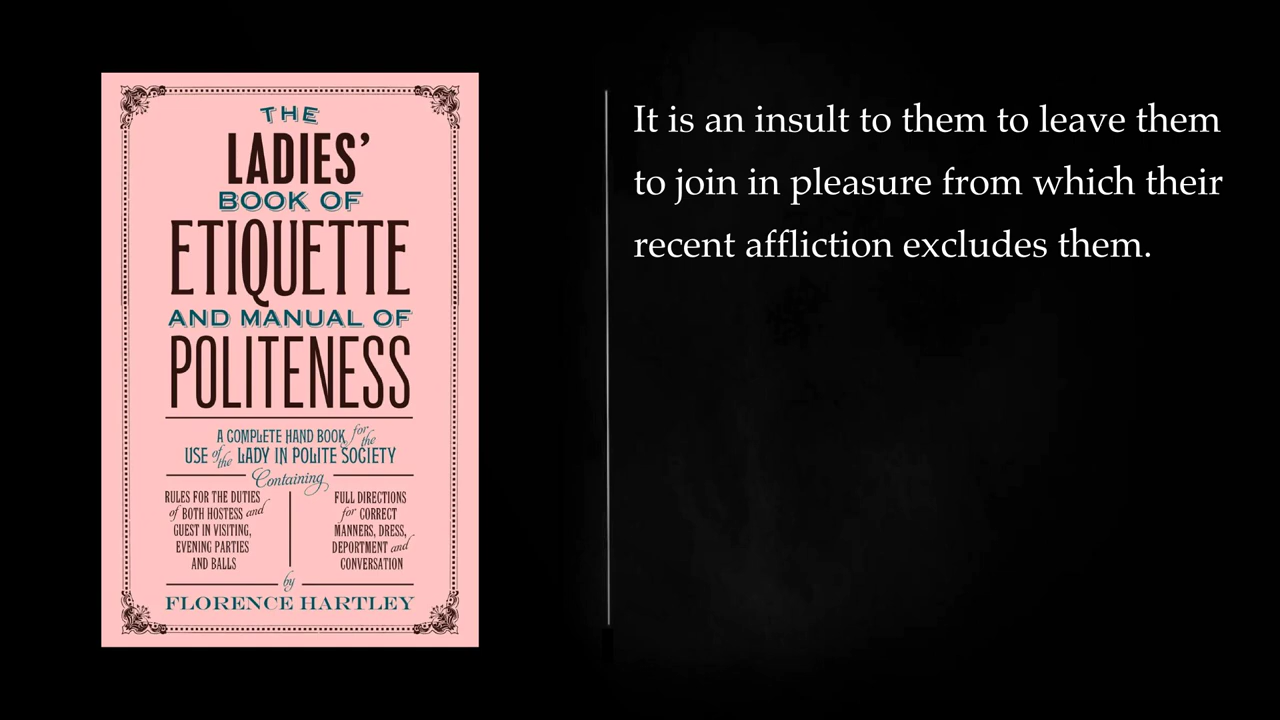 THE
LADIES'
BOOK OF
ETIQUETTE
AND MANUAL OF
POLITENESS
A COMPLETE HAND BOOK for the
USE of the LADY IN POLITE SOCIETY
Containing
RULES FOR THE DUTIES
of BOTH HOSTESS and
GUEST IN VISITING,
EVENING PARTIES
AND BALLS
FULL DIRECTIONS
for CORRECT
MANNERS, DRESS,
DEPORTMENT and
CONVERSATION
by
FLORENCE HARTLEY
It is an insult to them to leave them
to join in pleasure from which their
recent affliction excludes them.